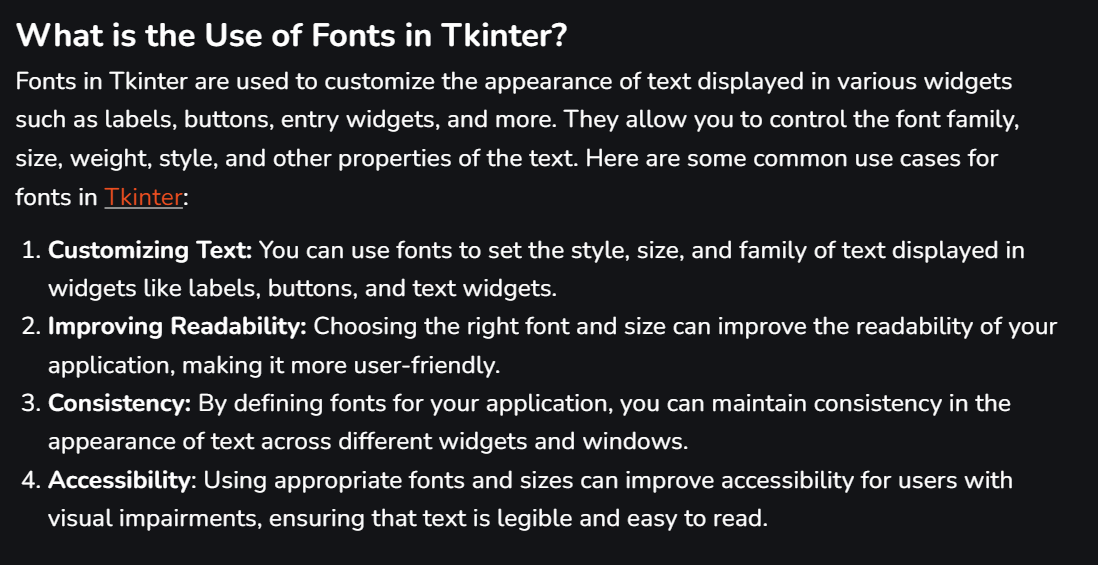 What is the Use of Fonts in Tkinter?
Fonts in Tkinter are used to customize the appearance of text displayed in various widgets
such as labels, buttons, entry widgets, and more. They allow you to control the font family,
size, weight, style, and other properties of the text. Here are some common use cases for
fonts in Tkinter:
1. Customizing Text: You can use fonts to set the style, size, and family of text displayed in
widgets like labels, buttons, and text widgets.
2. Improving Readability: Choosing the right font and size can improve the readability of your
application, making it more user-friendly.
3. Consistency: By defining fonts for your application, you can maintain consistency in the
appearance of text across different widgets and windows.
4. Accessibility: Using appropriate fonts and sizes can improve accessibility for users with
visual impairments, ensuring that text is legible and easy to read.